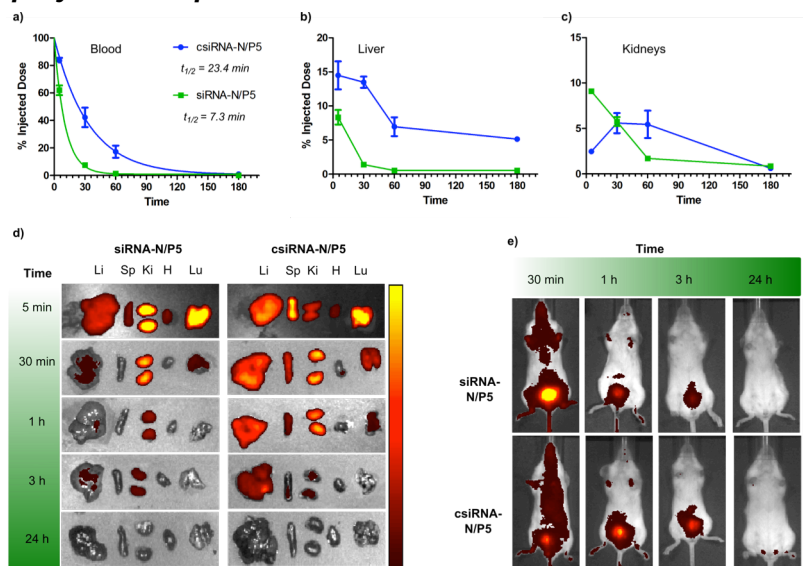 a)
Blood
csiRNA-N/P5
t1/2 = 23.4 min
siRNA-N/P5
t1/2 = 7.3 min
% Injected Dose
100
80
60
40
20
0
0 30 60 90 120 150 180
Time
b)
Liver
% Injected Dose
20
15
10
5
0
0 30 60 90 120 150 180
Time
c)
Kidneys
% Injected Dose
15
10
5
0
0 30 60 90 120 150 180
Time
d)
siRNA-N/P5 csiRNA-N/P5
Time Li Sp Ki H Lu Li Sp Ki H Lu
5 min
30 min
1 h
3 h
24 h
e)
Time
30 min 1 h 3 h 24 h
siRNA-
N/P5
csiRNA-
N/P5